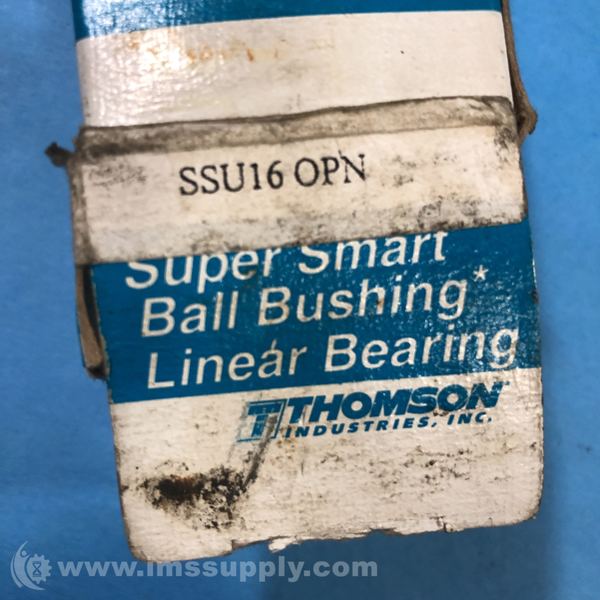 SSU16 OPN
Super Smart
Ball Bushing*
Linear Bearing
THOMSON
INDUSTRIES, INC.
www.imssupply.com